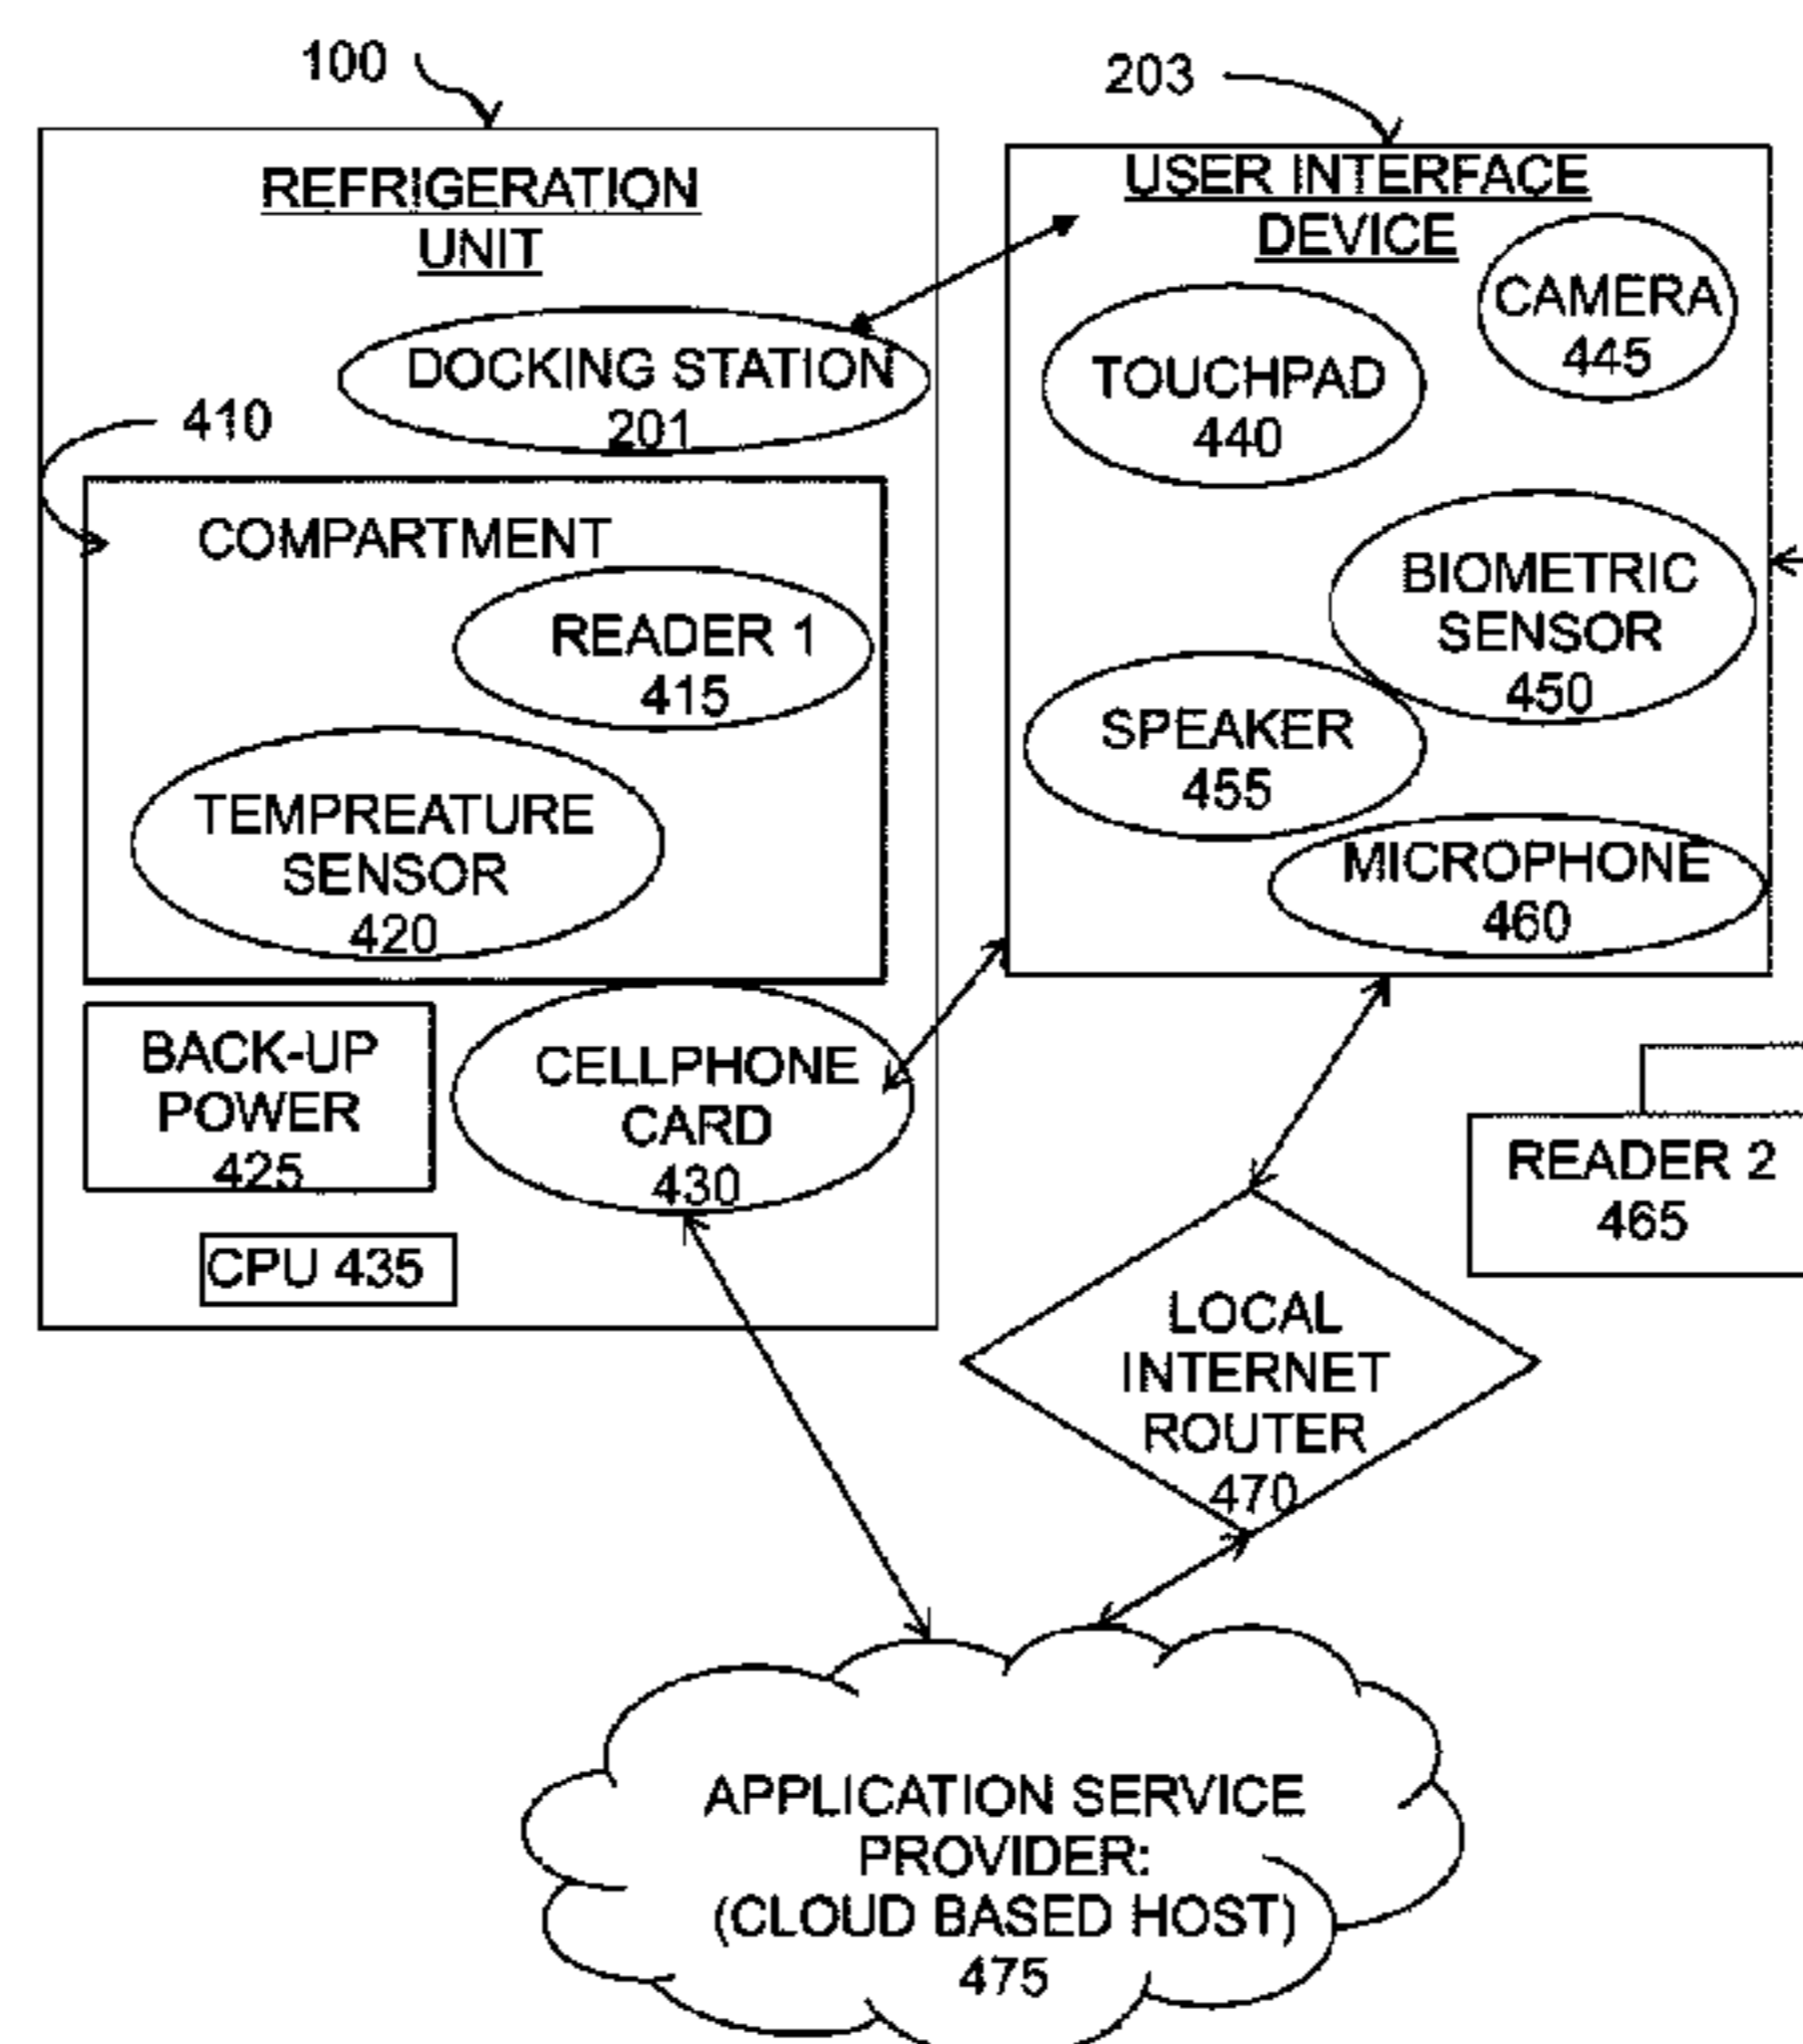 100
203
REFRIGERATION
UNIT
DOCKING STATION
201
410
COMPARTMENT
READER 1
415
TEMPREATURE
SENSOR
420
BACK-UP
POWER
425
CELLPHONE
CARD
430
CPU 435
USER INTERFACE
DEVICE
CAMERA
445
TOUCHPAD
440
BIOMETRIC
SENSOR
450
SPEAKER
455
MICROPHONE
460
READER 2
465
LOCAL
INTERNET
ROUTER
470
APPLICATION SERVICE
PROVIDER:
(CLOUD BASED HOST)
475